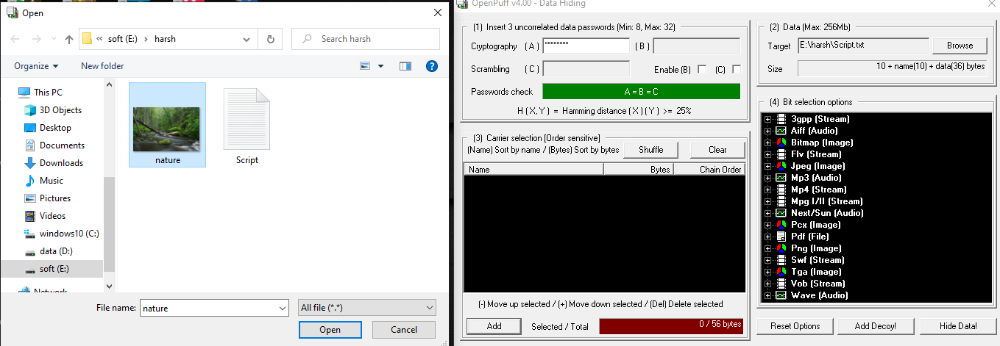 Open
soft (E:) > harsh
Search harsh
Organize
New folder
This PC
3D Objects
Desktop
Documents
Downloads
Music
Pictures
Videos
windows10 (C:)
data (D:)
soft (E:)
Network
nature
Script
File name:
nature
All file (*.*)
Open
Cancel
OpenPuff v4.00 - Data Hiding
(1) Insert 3 uncorrelated data passwords (Min: 8, Max: 32)
Cryptography (A) ******** (B)
Scrambling (C) Enable (B) (C)
Passwords check A = B = C
H ( X, Y ) = Hamming distance ( X ) ( Y ) >= 25%
(2) Data (Max: 256Mb)
Target E:\harsh\Script.txt Browse
Size 10 + name(10) + data(36) bytes
(3) Carrier selection [Order sensitive]
(Name) Sort by name / (Bytes) Sort by bytes Shuffle Clear
Name Bytes Chain Order
(-) Move up selected / (+) Move down selected / (Del) Delete selected
Add Selected / Total 0 / 56 bytes
(4) Bit selection options
3gpp (Stream)
Aiff (Audio)
Bitmap (Image)
Flv (Stream)
Jpeg (Image)
Mp3 (Audio)
Mp4 (Stream)
Mpg I/II (Stream)
Next/Sun (Audio)
Pcx (Image)
Pdf (File)
Png (Image)
Swf (Stream)
Tga (Image)
Vob (Stream)
Wave (Audio)
Reset Options Add Decoy! Hide Data!